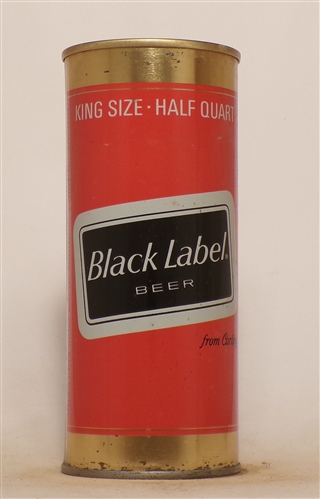 KING SIZE · HALF QUART
Black Label®
BEER
from